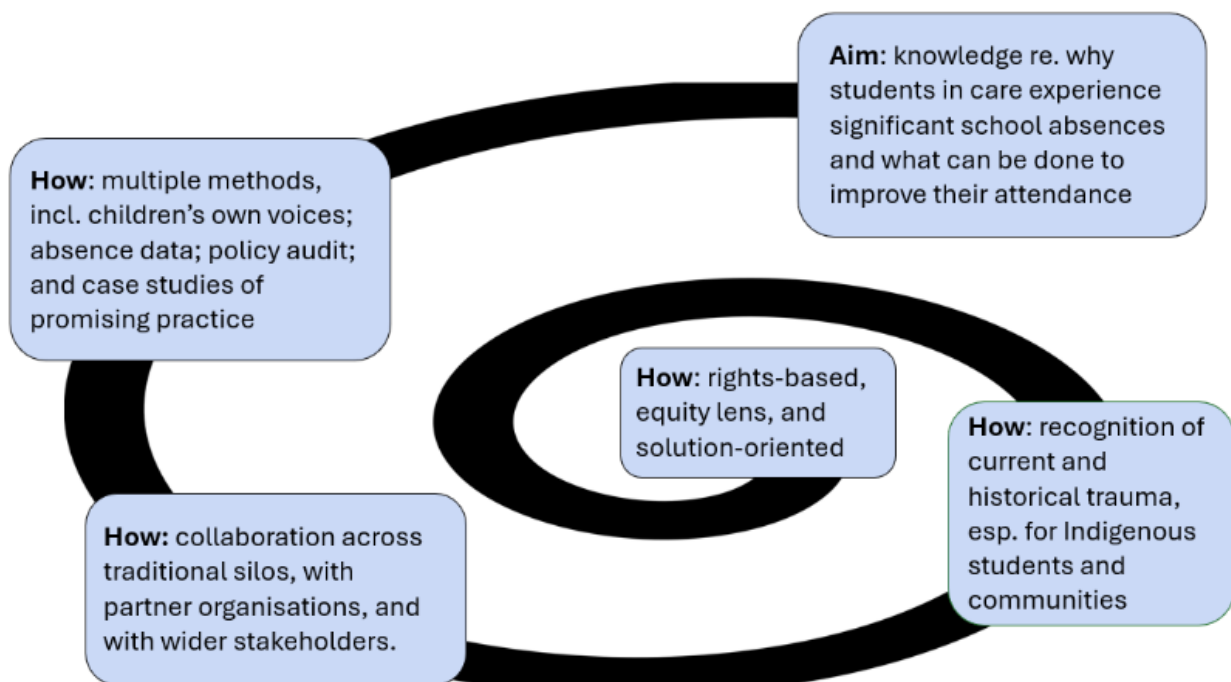 Aim: knowledge re. why
students in care experience
significant school absences
and what can be done to
improve their attendance
How: multiple methods,
incl. children’s own voices;
absence data; policy audit;
and case studies of
promising practice
How: collaboration across
traditional silos, with
partner organisations, and
with wider stakeholders.
How: recognition of
current and
historical trauma,
esp. for Indigenous
students and
communities
How: rights-based,
equity lens, and
solution-oriented